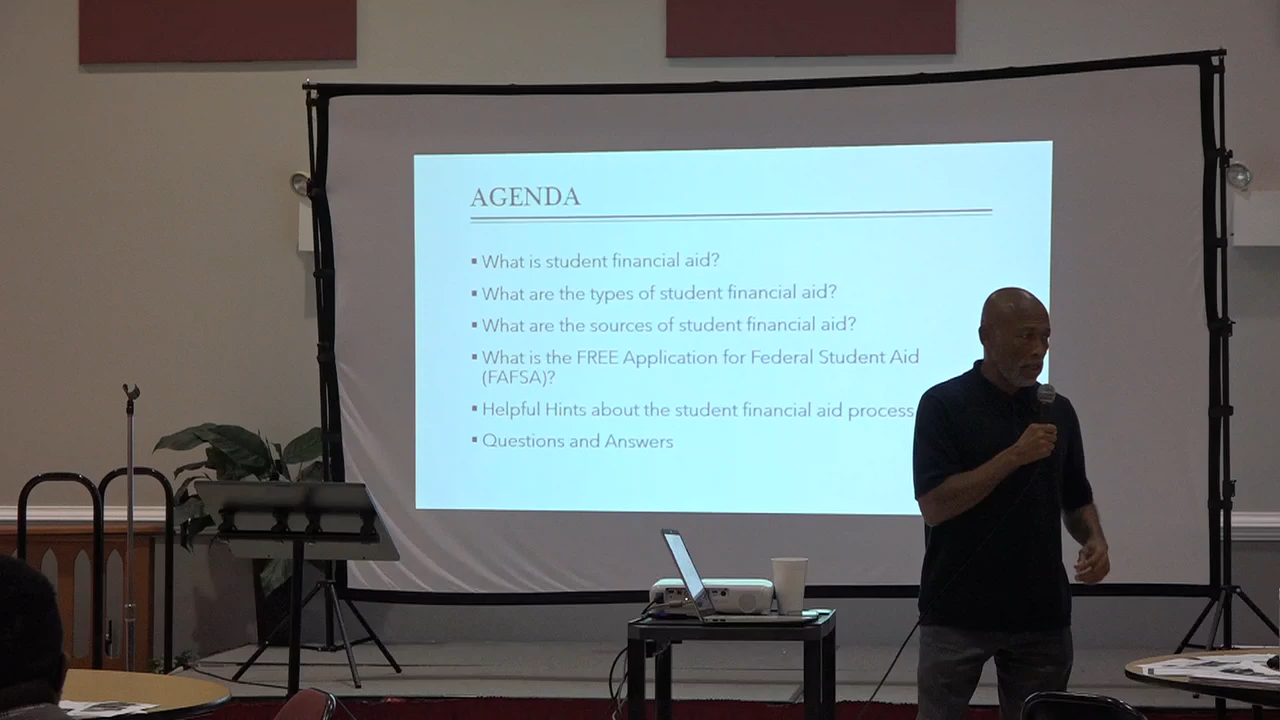 AGENDA
▪ What is student financial aid?
▪ What are the types of student financial aid?
▪ What are the sources of student financial aid?
▪ What is the FREE Application for Federal Student Aid
(FAFSA)?
▪ Helpful Hints about the student financial aid process
▪ Questions and Answers